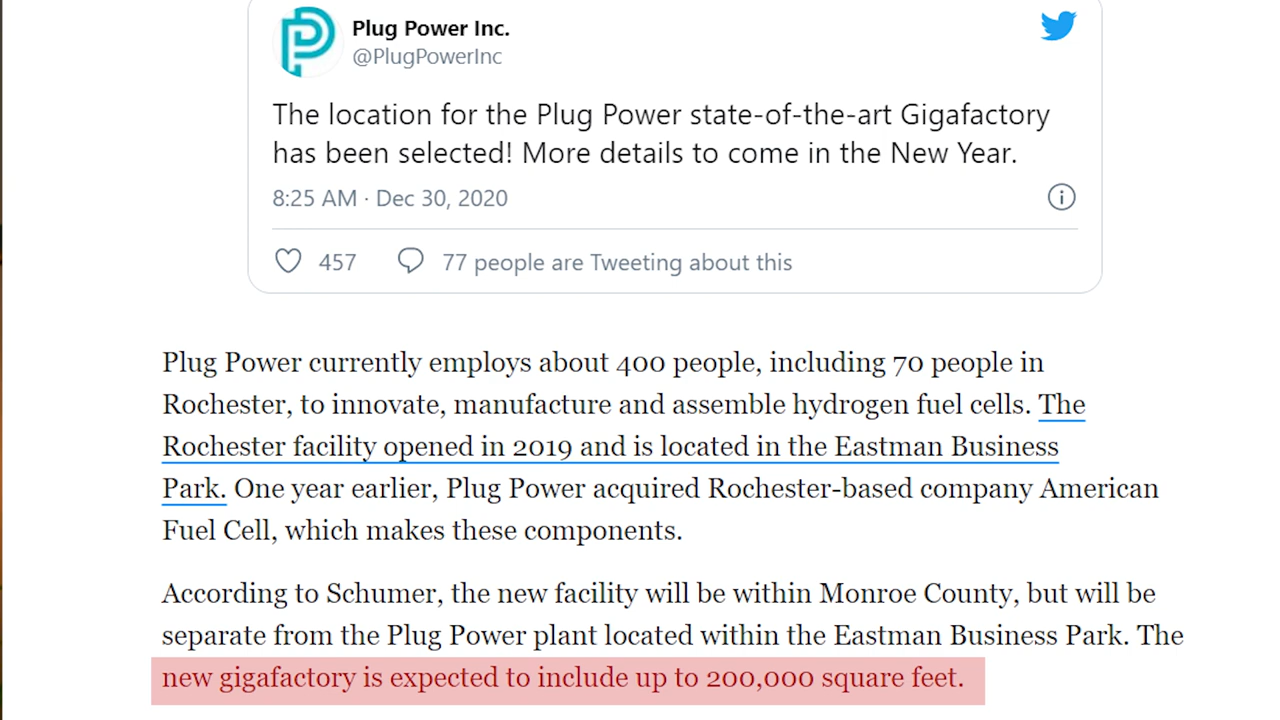 Plug Power Inc.
@PlugPowerInc
The location for the Plug Power state-of-the-art Gigafactory
has been selected! More details to come in the New Year.
8:25 AM · Dec 30, 2020
457 77 people are Tweeting about this
Plug Power currently employs about 400 people, including 70 people in
Rochester, to innovate, manufacture and assemble hydrogen fuel cells. The
Rochester facility opened in 2019 and is located in the Eastman Business
Park. One year earlier, Plug Power acquired Rochester-based company American
Fuel Cell, which makes these components.
According to Schumer, the new facility will be within Monroe County, but will be
separate from the Plug Power plant located within the Eastman Business Park. The
new gigafactory is expected to include up to 200,000 square feet.